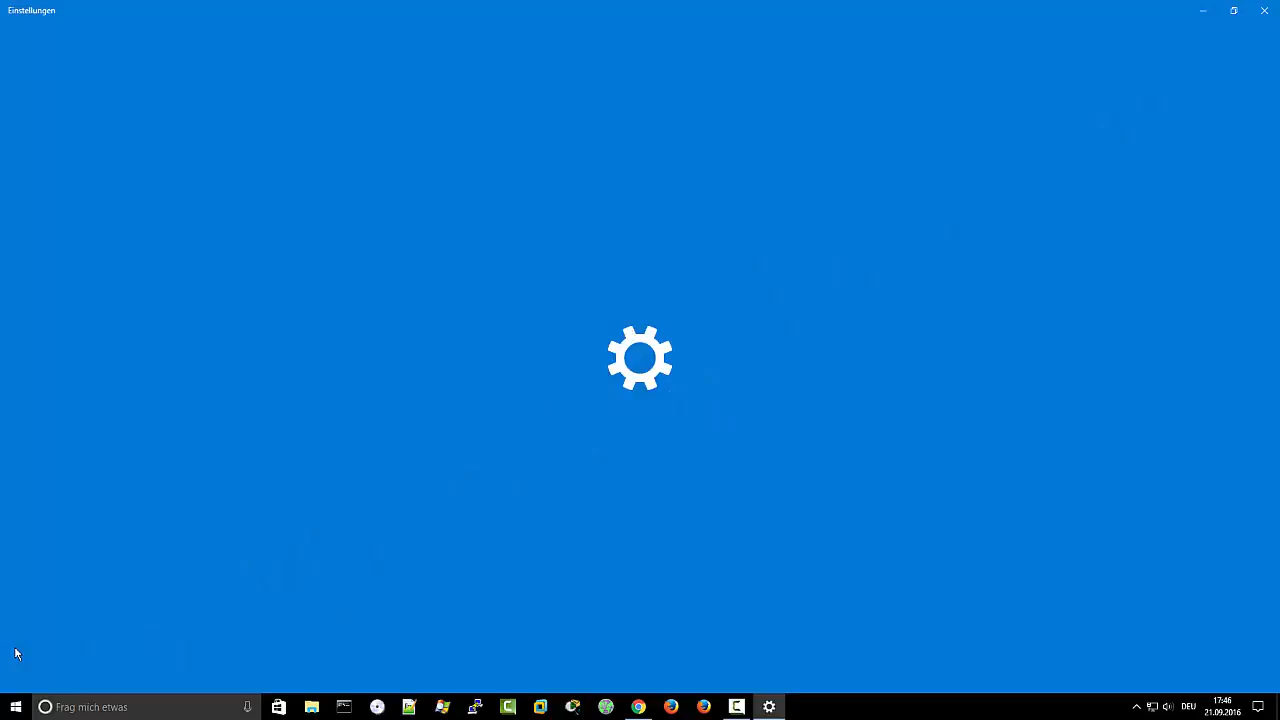 Einstellungen
Frag mich etwas
DEU
17:46
21.09.2016